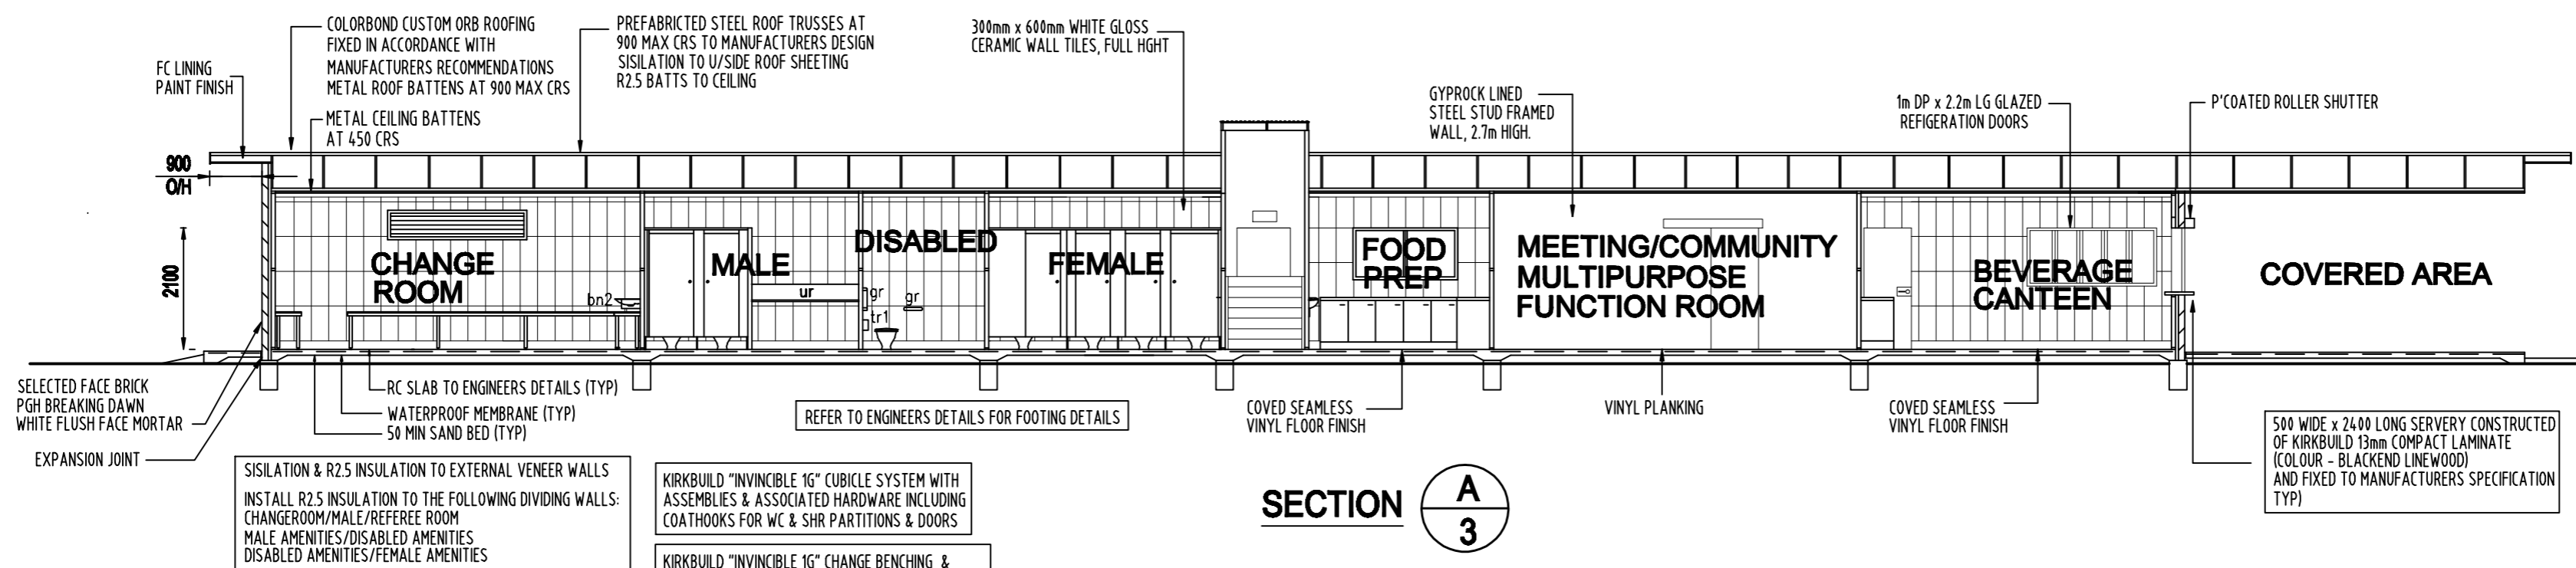 COLORBOND CUSTOM ORB ROOFING
FIXED IN ACCORDANCE WITH
MANUFACTURERS RECOMMENDATIONS
METAL ROOF BATTENS AT 900 MAX CRS
PREFABRICTED STEEL ROOF TRUSSES AT
900 MAX CRS TO MANUFACTURERS DESIGN
SISILATION TO U/SIDE ROOF SHEETING
R2.5 BATTS TO CEILING
300mm x 600mm WHITE GLOSS
CERAMIC WALL TILES, FULL HGHT
FC LINING
PAINT FINISH
METAL CEILING BATTENS
AT 450 CRS
GYPROCK LINED
STEEL STUD FRAMED
WALL, 2.7m HIGH.
1m DP x 2.2m LG GLAZED
REFIGERATION DOORS
P'COATED ROLLER SHUTTER
900
O/H
2100
CHANGE
ROOM
bn2
MALE
ur
DISABLED
gr
gr
tr1
FEMALE
FOOD
PREP
MEETING/COMMUNITY
MULTIPURPOSE
FUNCTION ROOM
BEVERAGE
CANTEEN
COVERED AREA
SELECTED FACE BRICK
PGH BREAKING DAWN
WHITE FLUSH FACE MORTAR
EXPANSION JOINT
RC SLAB TO ENGINEERS DETAILS (TYP)
WATERPROOF MEMBRANE (TYP)
50 MIN SAND BED (TYP)
REFER TO ENGINEERS DETAILS FOR FOOTING DETAILS
COVED SEAMLESS
VINYL FLOOR FINISH
VINYL PLANKING
COVED SEAMLESS
VINYL FLOOR FINISH
500 WIDE x 2400 LONG SERVERY CONSTRUCTED
OF KIRKBUILD 13mm COMPACT LAMINATE
(COLOUR - BLACKEND LINEWOOD)
AND FIXED TO MANUFACTURERS SPECIFICATION
TYP)
SISILATION & R2.5 INSULATION TO EXTERNAL VENEER WALLS
INSTALL R2.5 INSULATION TO THE FOLLOWING DIVIDING WALLS:
CHANGEROOM/MALE/REFEREE ROOM
MALE AMENITIES/DISABLED AMENITIES
DISABLED AMENITIES/FEMALE AMENITIES
KIRKBUILD "INVINCIBLE 1G" CUBICLE SYSTEM WITH
ASSEMBLIES & ASSOCIATED HARDWARE INCLUDING
COATHOOKS FOR WC & SHR PARTITIONS & DOORS
KIRKBUILD "INVINCIBLE 1G" CHANGE BENCHING &
SECTION
A
3